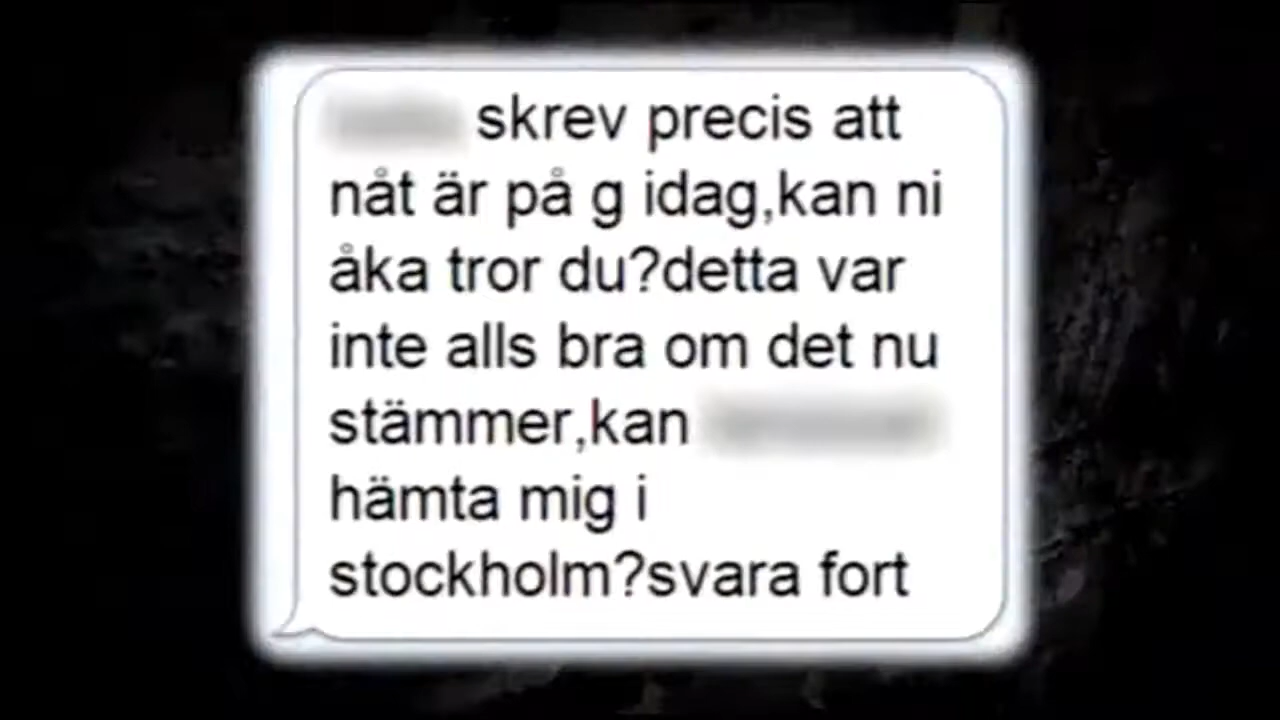 skrev precis att
nåt är på g idag,kan ni
åka tror du?detta var
inte alls bra om det nu
stämmer,kan
hämta mig i
stockholm?svara fort